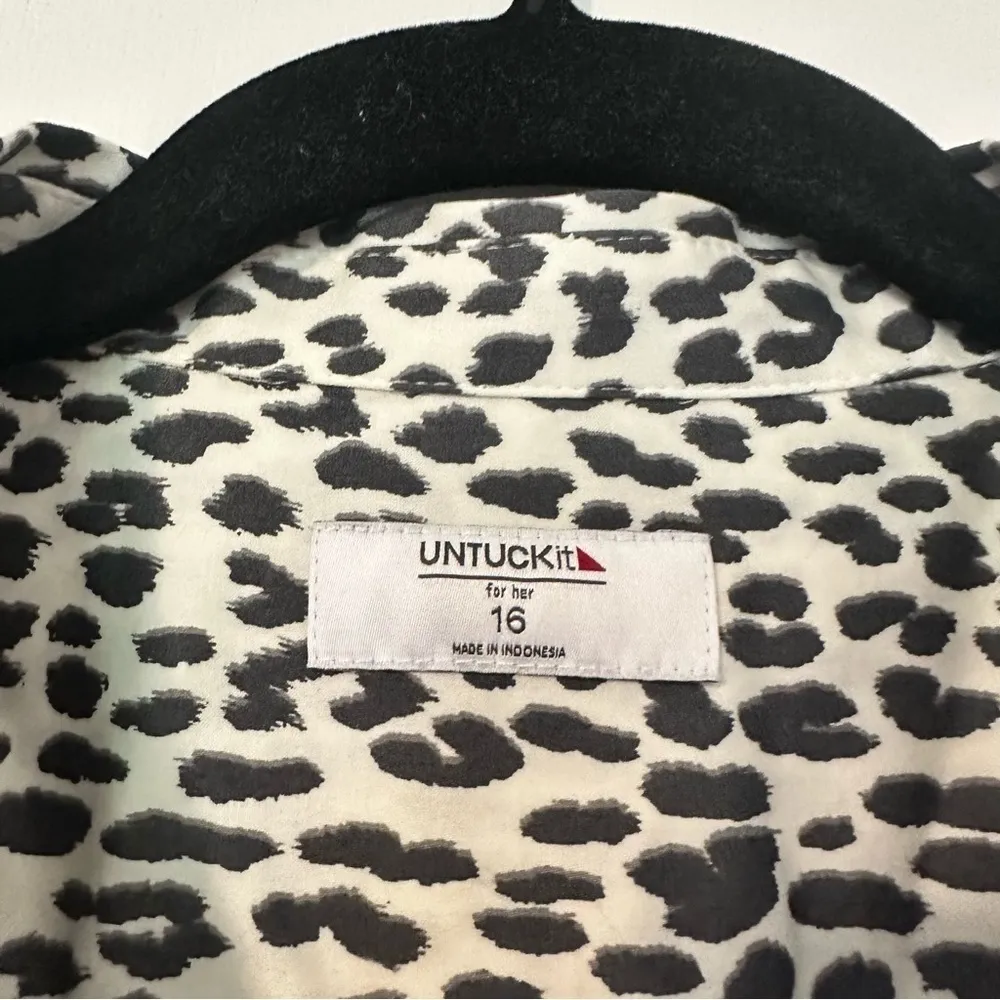 UNTUCKit
for her
16
MADE IN INDONESIA